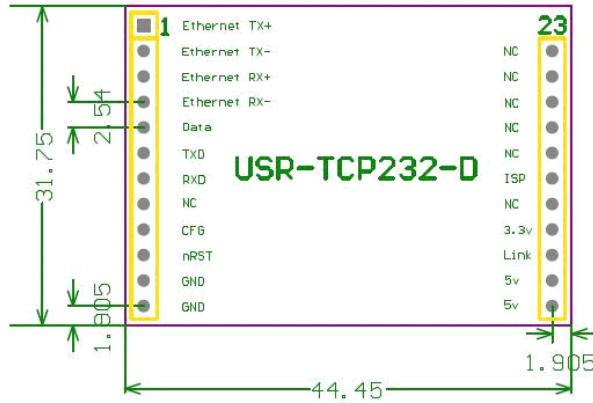 1 Ethernet TX+ 23
Ethernet TX- NC
Ethernet RX+ NC
Ethernet RX- NC
Data NC
TXD NC
RXD ISP
NC NC
CFG 3.3v
nRST Link
GND 5v
GND 5v
USR-TCP232-D
2.54
31.75
1.905
1.905
44.45